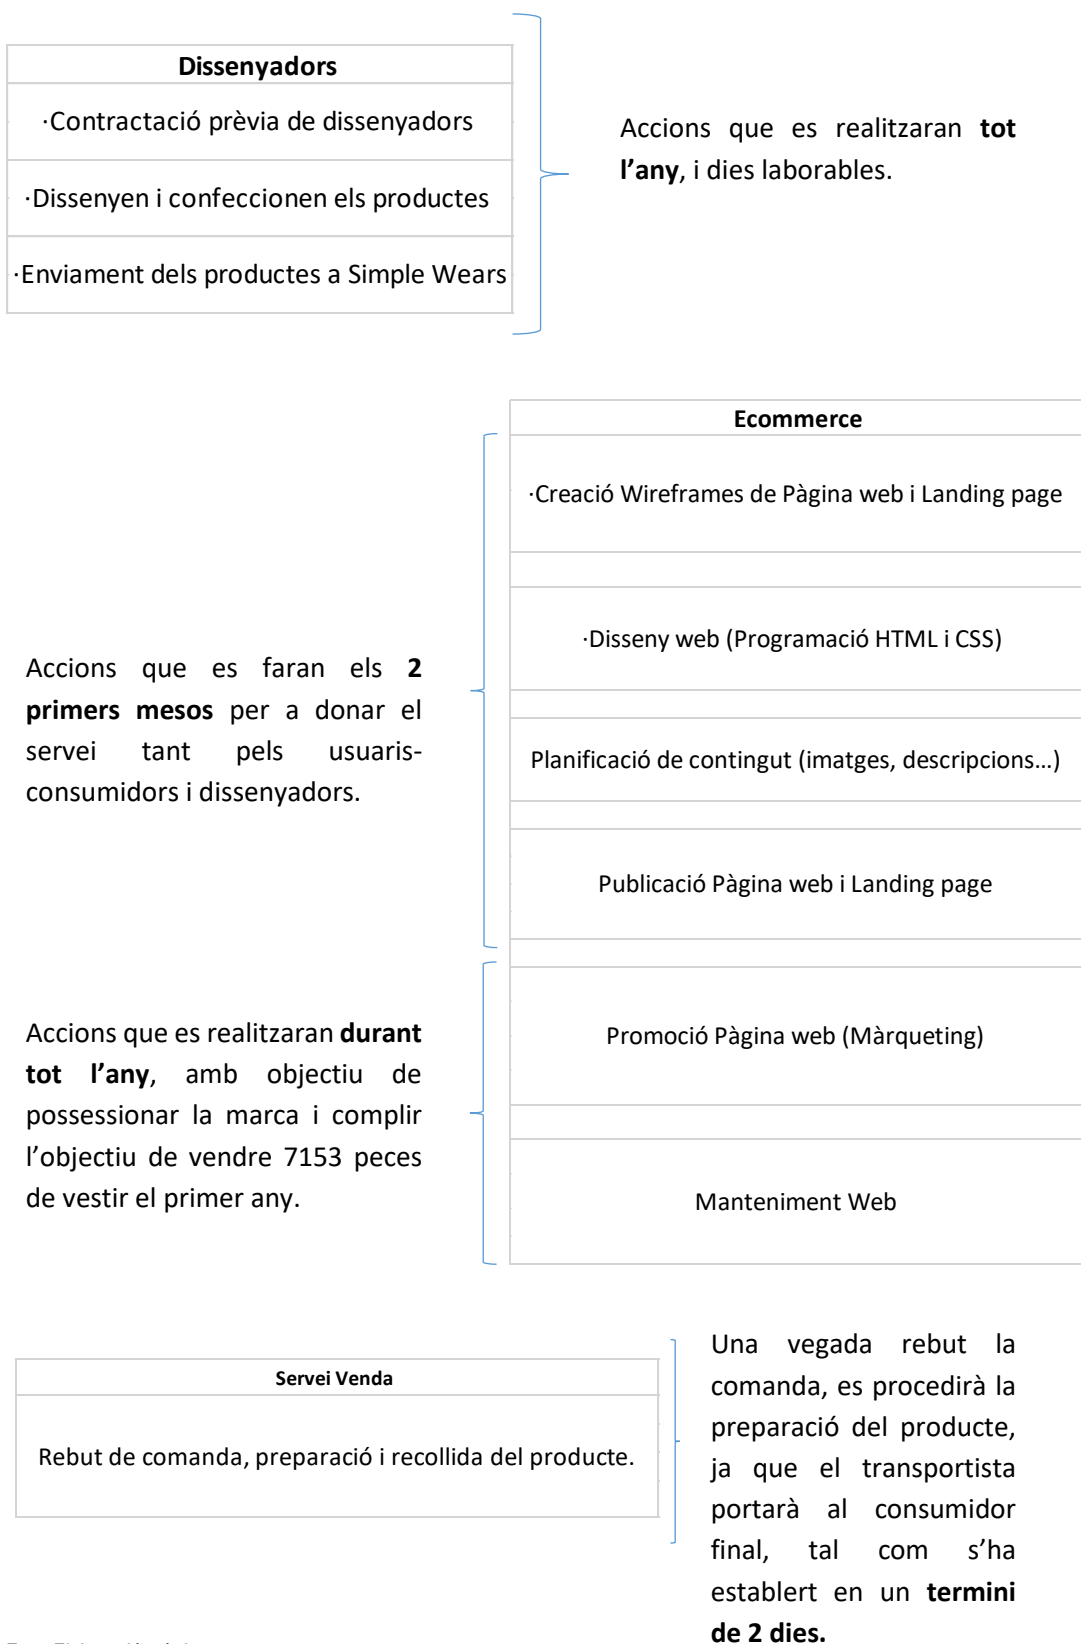 Dissenyadors
·Contractació prèvia de dissenyadors
·Dissenyen i confeccionen els productes
·Enviament dels productes a Simple Wears
Accions que es realitzaran tot
l’any, i dies laborables.
Ecommerce
·Creació Wireframes de Pàgina web i Landing page
·Disseny web (Programació HTML i CSS)
Planificació de contingut (imatges, descripcions...)
Publicació Pàgina web i Landing page
Promoció Pàgina web (Màrqueting)
Manteniment Web
Accions que es faran els 2
primers mesos per a donar el
servei tant pels usuaris-
consumidors i dissenyadors.
Accions que es realitzaran durant
tot l’any, amb objectiu de
possessionar la marca i complir
l’objectiu de vendre 7153 peces
de vestir el primer any.
Servei Venda
Rebut de comanda, preparació i recollida del producte.
Una vegada rebut la
comanda, es procedirà la
preparació del producte,
ja que el transportista
portarà al consumidor
final, tal com s’ha
establert en un termini
de 2 dies.